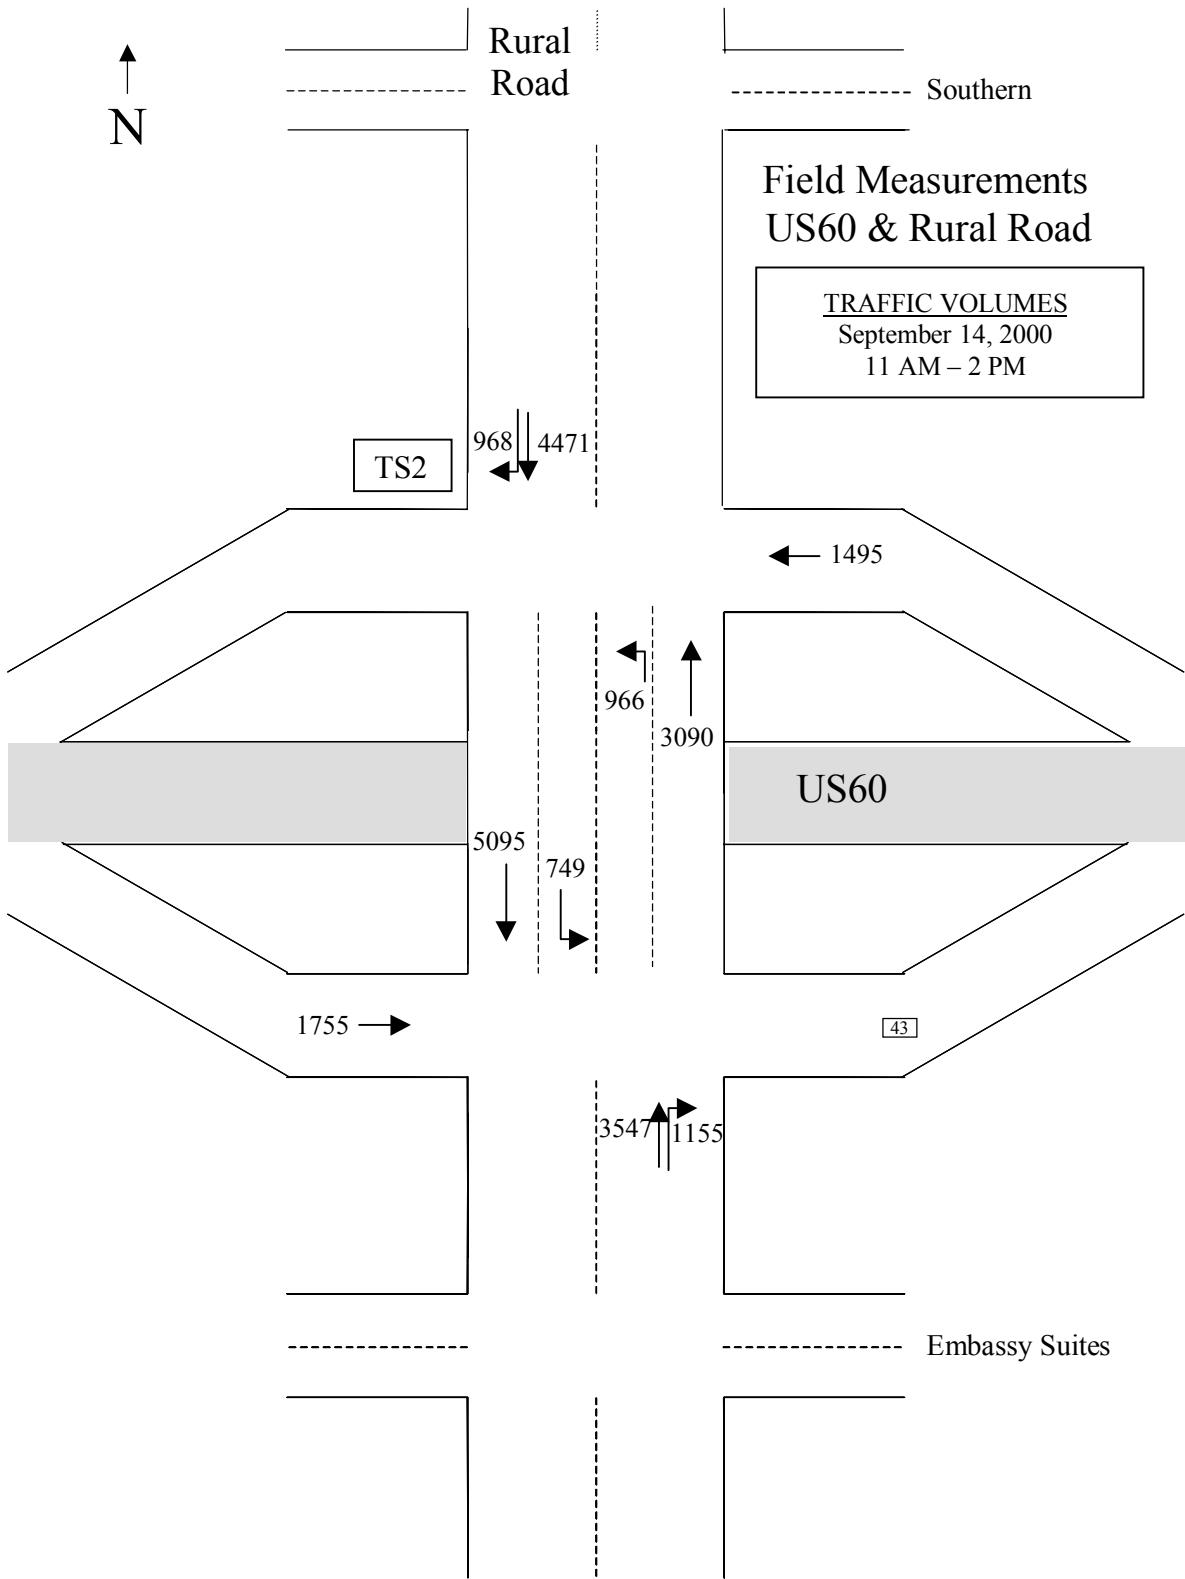 Rural
Road
N
Southern
Field Measurements
US60 & Rural Road
TRAFFIC VOLUMES
September 14, 2000
11 AM – 2 PM
968
4471
TS2
1495
966
3090
US60
5095
749
1755
43
3547
1155
Embassy Suites